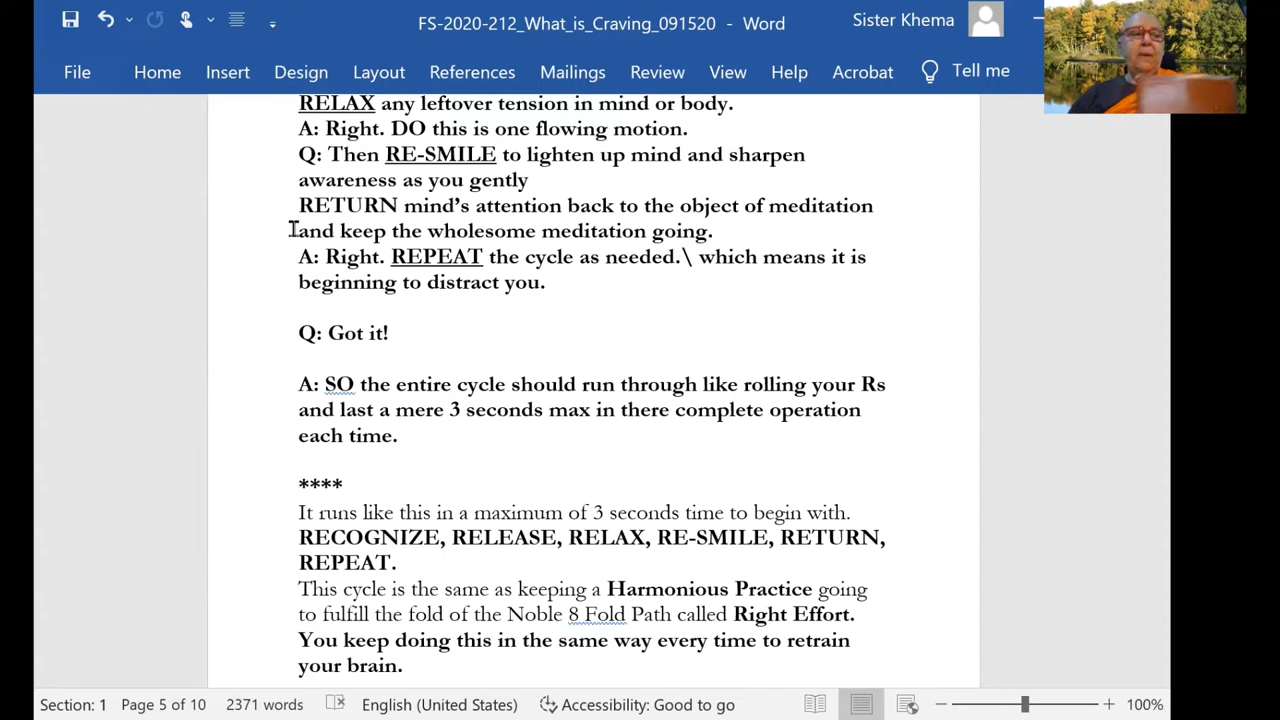 FS-2020-212_What_is_Craving_091520 - Word
Sister Khema
File Home Insert Design Layout References Mailings Review View Help Acrobat Tell me
RELAX any leftover tension in mind or body.
A: Right. DO this is one flowing motion.
Q: Then RE-SMILE to lighten up mind and sharpen
awareness as you gently
RETURN mind's attention back to the object of meditation
and keep the wholesome meditation going.
A: Right. REPEAT the cycle as needed.\ which means it is
beginning to distract you.
Q: Got it!
A: SO the entire cycle should run through like rolling your Rs
and last a mere 3 seconds max in there complete operation
each time.
****
It runs like this in a maximum of 3 seconds time to begin with.
RECOGNIZE, RELEASE, RELAX, RE-SMILE, RETURN,
REPEAT.
This cycle is the same as keeping a Harmonious Practice going
to fulfill the fold of the Noble 8 Fold Path called Right Effort.
You keep doing this in the same way every time to retrain
your brain.
Section: 1 Page 5 of 10 2371 words English (United States) Accessibility: Good to go 100%